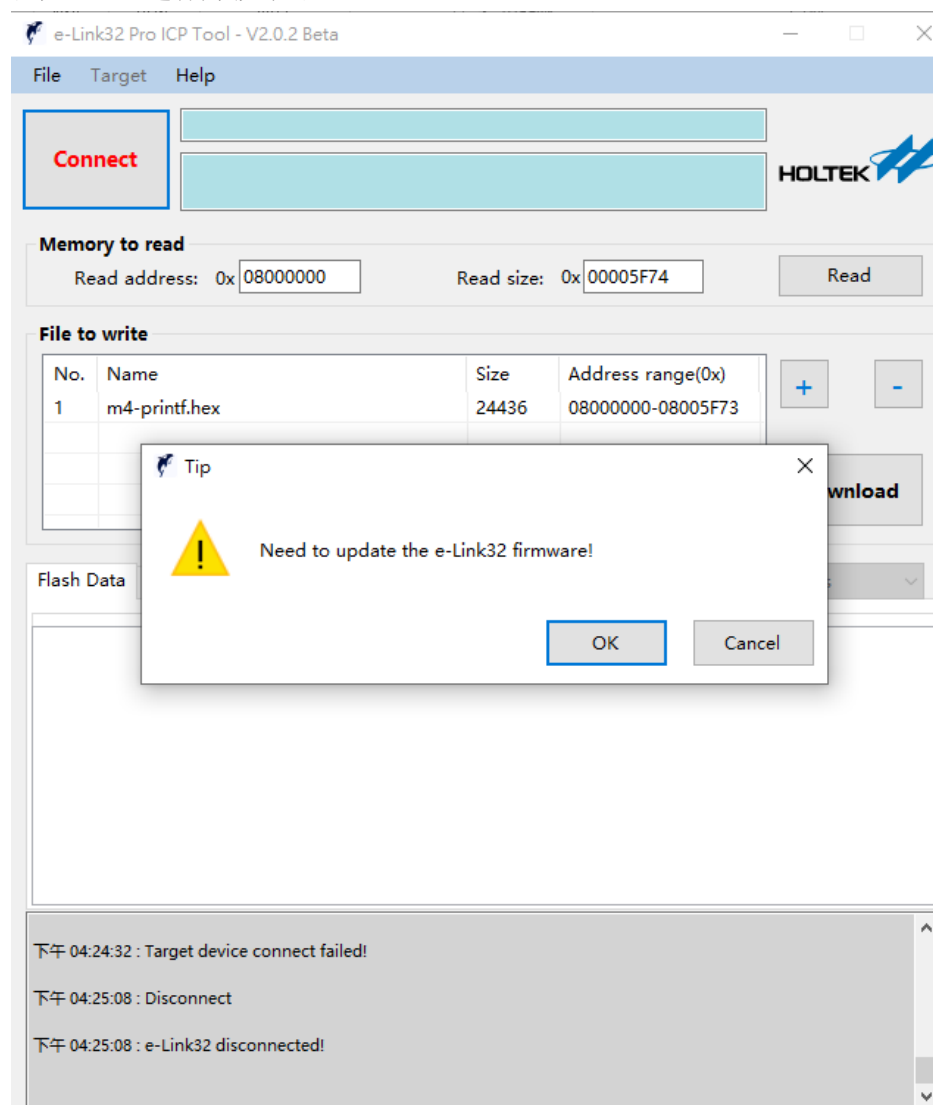 e-Link32 Pro ICP Tool - V2.0.2 Beta
File Target Help
Connect
HOLTEK
Memory to read
Read address: 0x 08000000 Read size: 0x 00005F74 Read
File to write
No. Name Size Address range(0x)
+ -
1 m4-printf.hex 24436 08000000-08005F73
Tip
wnload
Need to update the e-Link32 firmware!
Flash Data
OK Cancel
下午 04:24:32 : Target device connect failed!
下午 04:25:08 : Disconnect
下午 04:25:08 : e-Link32 disconnected!